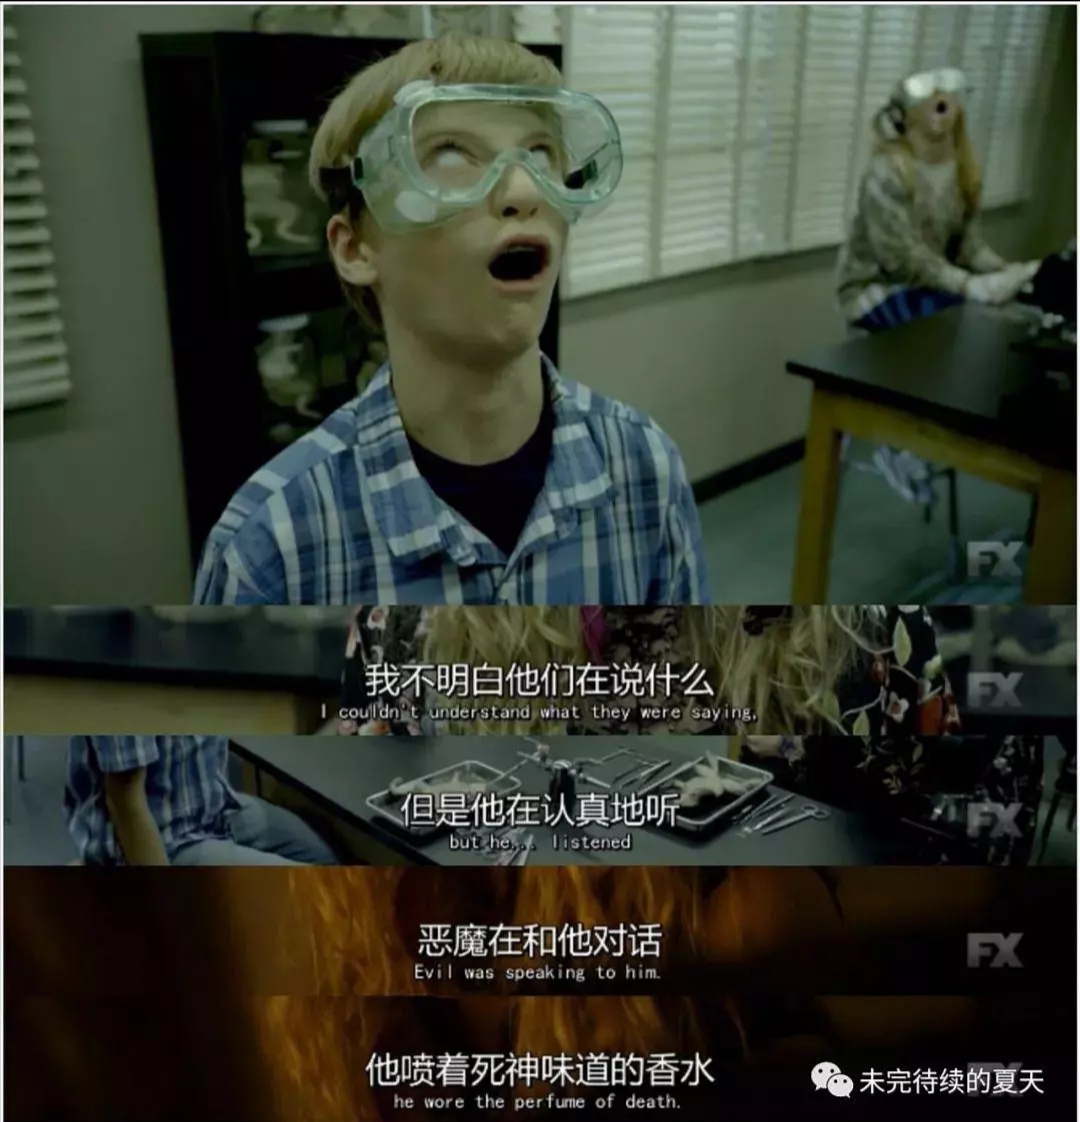 FX
我不明白他们在说什么
FX
I couldn't understand what they were saying,
但是他在认真地听
FX
but he... listened
恶魔在和他对话
FX
Evil was speaking to him.
他喷着死神味道的香水
FX
未完待续的夏天
he wore the perfume of death.